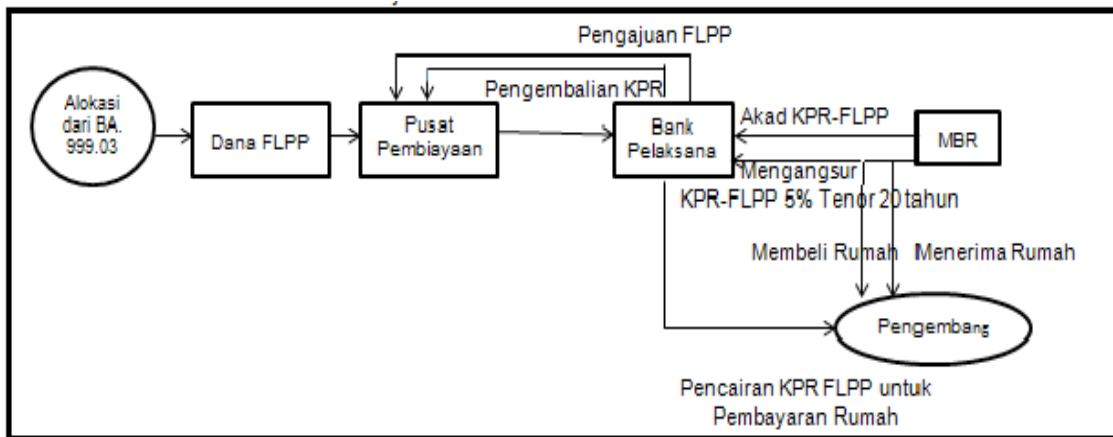 Pengajuan FLPP
Pengembalian KPR
Alokasi
dari BA.
999.03
Dana FLPP
Pusat
Pembiayaan
Bank
Pelaksana
Akad KPR-FLPP
MBR
Mengangsur
KPR-FLPP 5% Tenor 20 tahun
Membeli Rumah
Menerima Rumah
Pengembang
Pencairan KPR FLPP untuk
Pembayaran Rumah